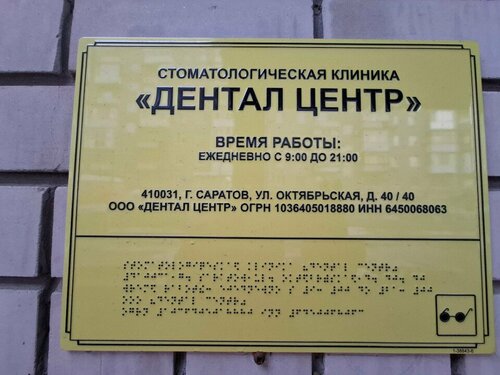 СТОМАТОЛОГИЧЕСКАЯ КЛИНИКА
«ДЕНТАЛ ЦЕНТР»
ВРЕМЯ РАБОТЫ:
ЕЖЕДНЕВНО С 9:00 ДО 21:00
410031, Г. САРАТОВ, УЛ. ОКТЯБРЬСКАЯ, Д. 40 / 40
ООО «ДЕНТАЛ ЦЕНТР» ОГРН 1036405018880 ИНН 6450068063